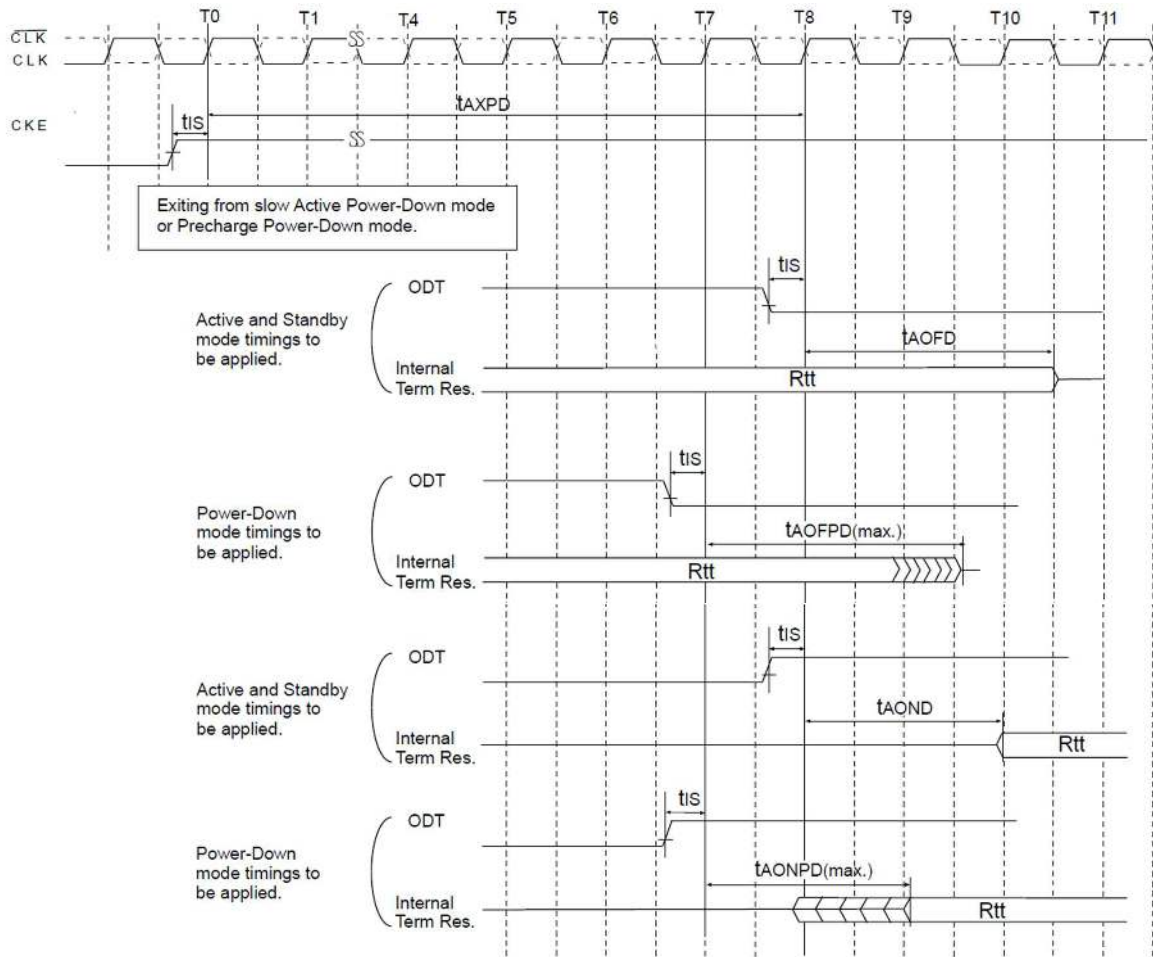 T0 T1 T4 T5 T6 T7 T8 T9 T10 T11
CLK
CLK
tAXPD
CKE
tIS
Exiting from slow Active Power-Down mode
or Precharge Power-Down mode.
tIS
ODT
Active and Standby
mode timings to
be applied.
tAOFD
Internal
Term Res.
Rtt
tIS
ODT
Power-Down
mode timings to
be applied.
tAOFPD(max.)
Internal
Term Res.
Rtt
tIS
ODT
Active and Standby
mode timings to
be applied.
tAOND
Internal
Term Res.
Rtt
tIS
ODT
Power-Down
mode timings to
be applied.
tAONPD(max.)
Internal
Term Res.
Rtt